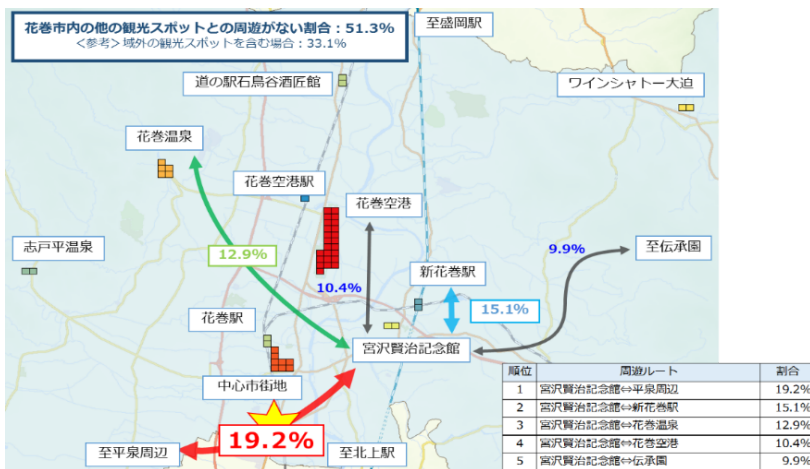 花巻市内の他の観光スポットとの周遊がない割合：51.3%
＜参考＞域外の観光スポットを含む場合：33.1%
至盛岡駅
道の駅石鳥谷酒匠館
ワインシャトー大迫
花巻温泉
花巻空港駅
花巻空港
志戸平温泉
12.9%
9.9%
至伝承園
新花巻駅
10.4%
15.1%
花巻駅
宮沢賢治記念館
中心市街地
19.2%
至平泉周辺
至北上駅
順位 周遊ルート 割合
1 宮沢賢治記念館⇔平泉周辺 19.2%
2 宮沢賢治記念館⇔新花巻駅 15.1%
3 宮沢賢治記念館⇔花巻温泉 12.9%
4 宮沢賢治記念館⇔花巻空港 10.4%
5 宮沢賢治記念館⇔伝承園 9.9%